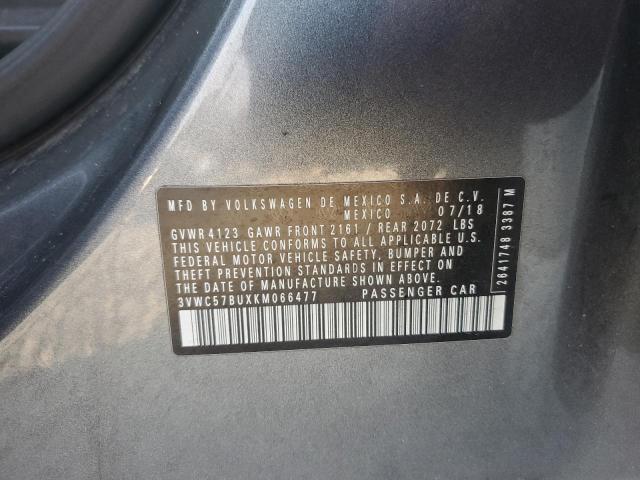 MFD BY VOLKSWAGEN DE MEXICO S.A. DE C.V.
MEXICO 07/18
GVWR 4123 GAWR FRONT 2161 / REAR 2072 LBS
THIS VEHICLE CONFORMS TO ALL APPLICABLE U.S.
FEDERAL MOTOR VEHICLE SAFETY, BUMPER AND
THEFT PREVENTION STANDARDS IN EFFECT ON
THE DATE OF MANUFACTURE SHOWN ABOVE.
3VWC57BUXKM066477 PASSENGER CAR
2641748 3387 M